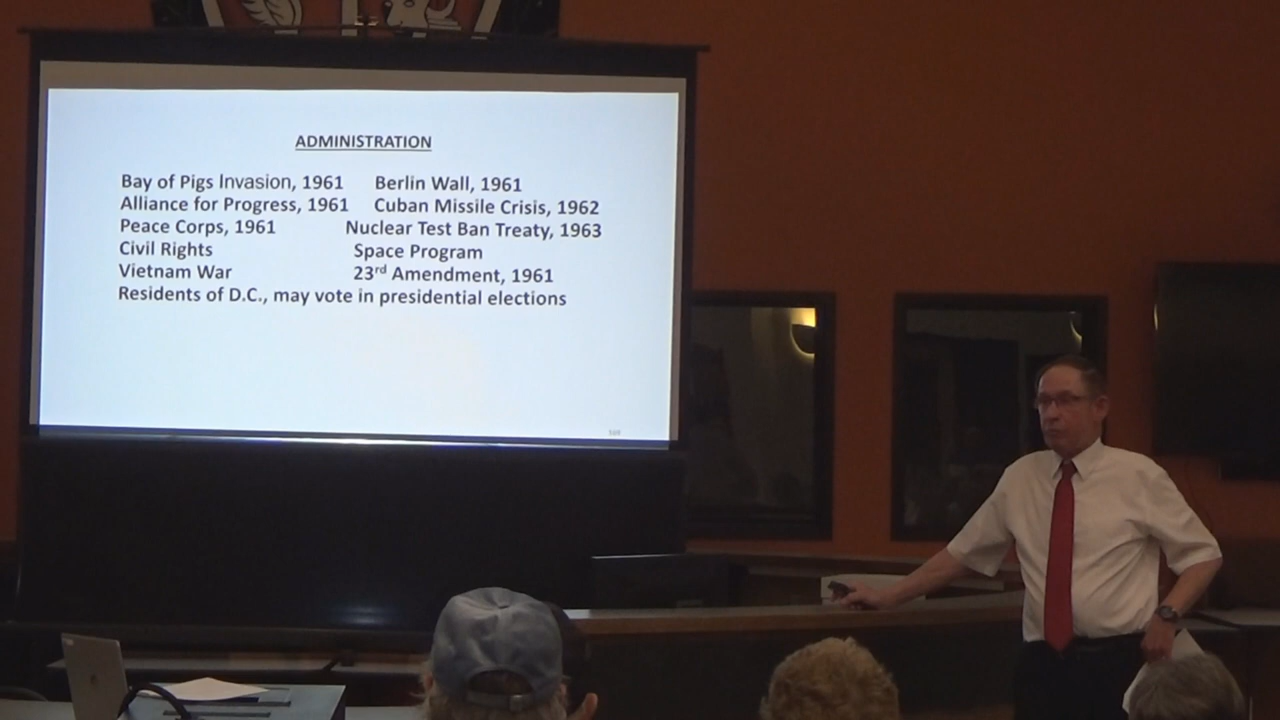 ADMINISTRATION
Bay of Pigs Invasion, 1961 Berlin Wall, 1961
Alliance for Progress, 1961 Cuban Missile Crisis, 1962
Peace Corps, 1961 Nuclear Test Ban Treaty, 1963
Civil Rights Space Program
Vietnam War 23rd Amendment, 1961
Residents of D.C., may vote in presidential elections